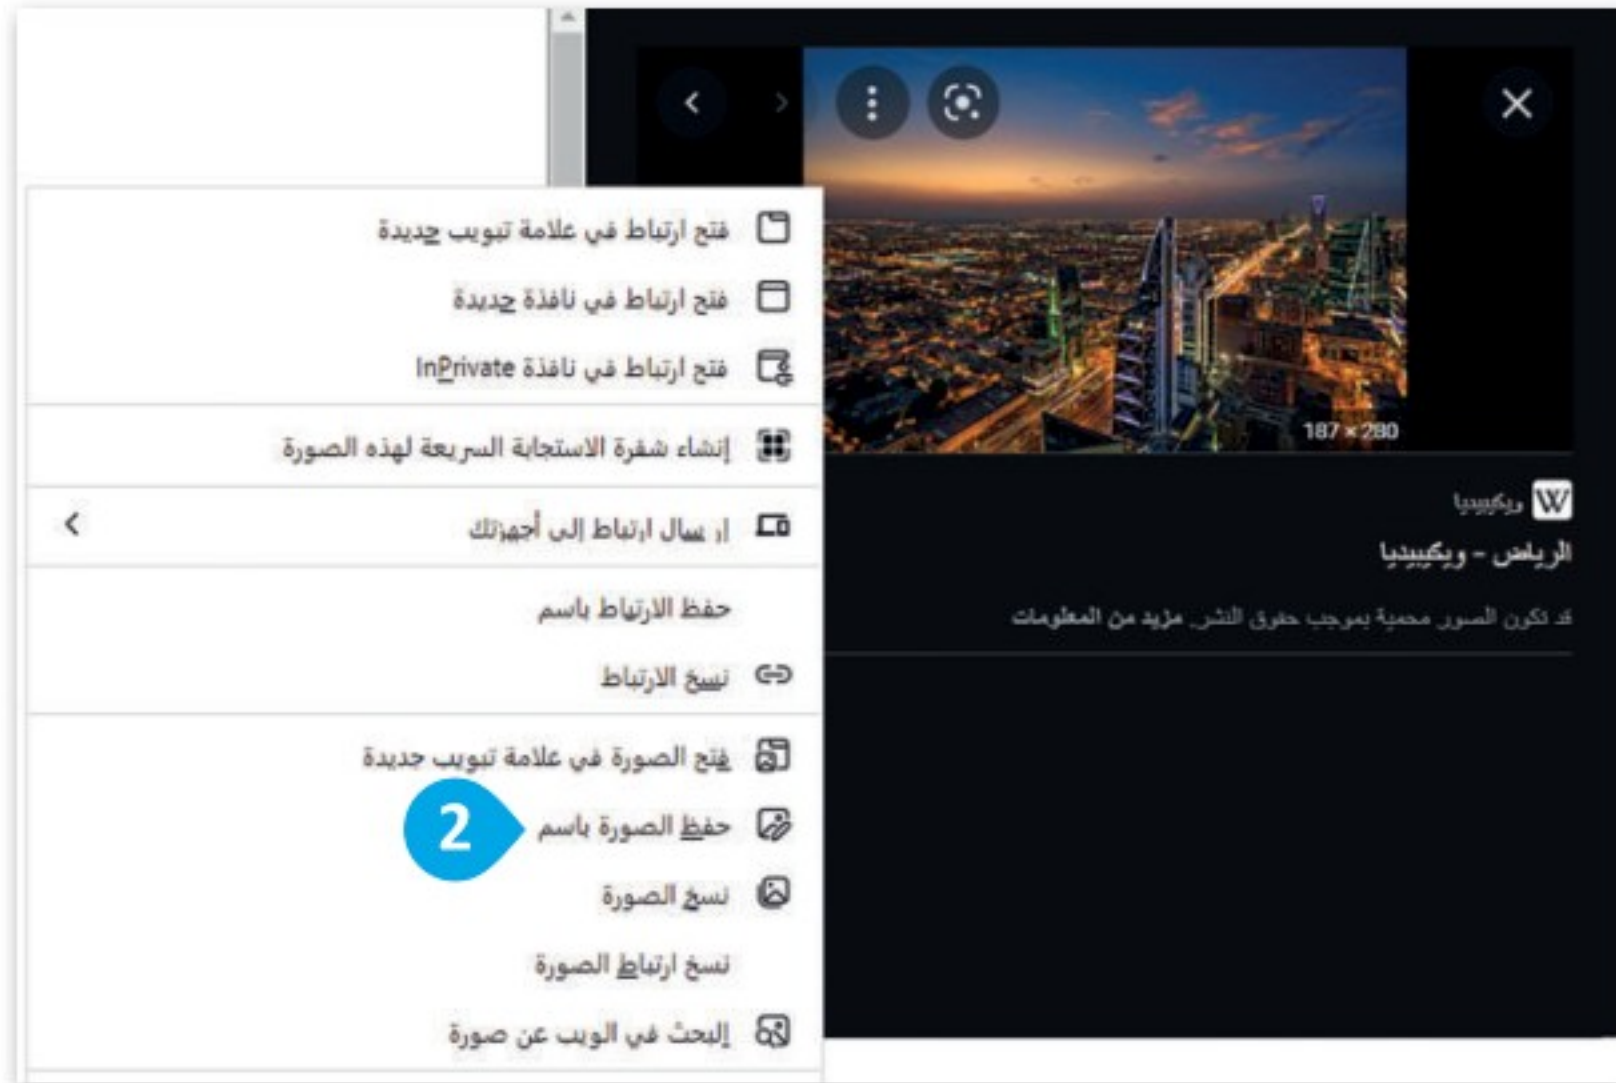 فتح ارتباط في علامة تبويب جديدة
فتح ارتباط في نافذة جديدة
فتح ارتباط في نافذة InPrivate
إنشاء شفرة الاستجابة السريعة لهذه الصورة
إرسال ارتباط إلى أجهزتك
حفظ الارتباط باسم
نسخ الارتباط
فتح الصورة في علامة تبويب جديدة
حفظ الصورة باسم
2
نسخ الصورة
نسخ ارتباط الصورة
إلبحث في الويب عن صورة
187 × 280
W ويكيبيديا
الرياض - ويكيبيديا
قد تكون الصور محمية بموجب حقوق النشر. مزيد من المعلومات